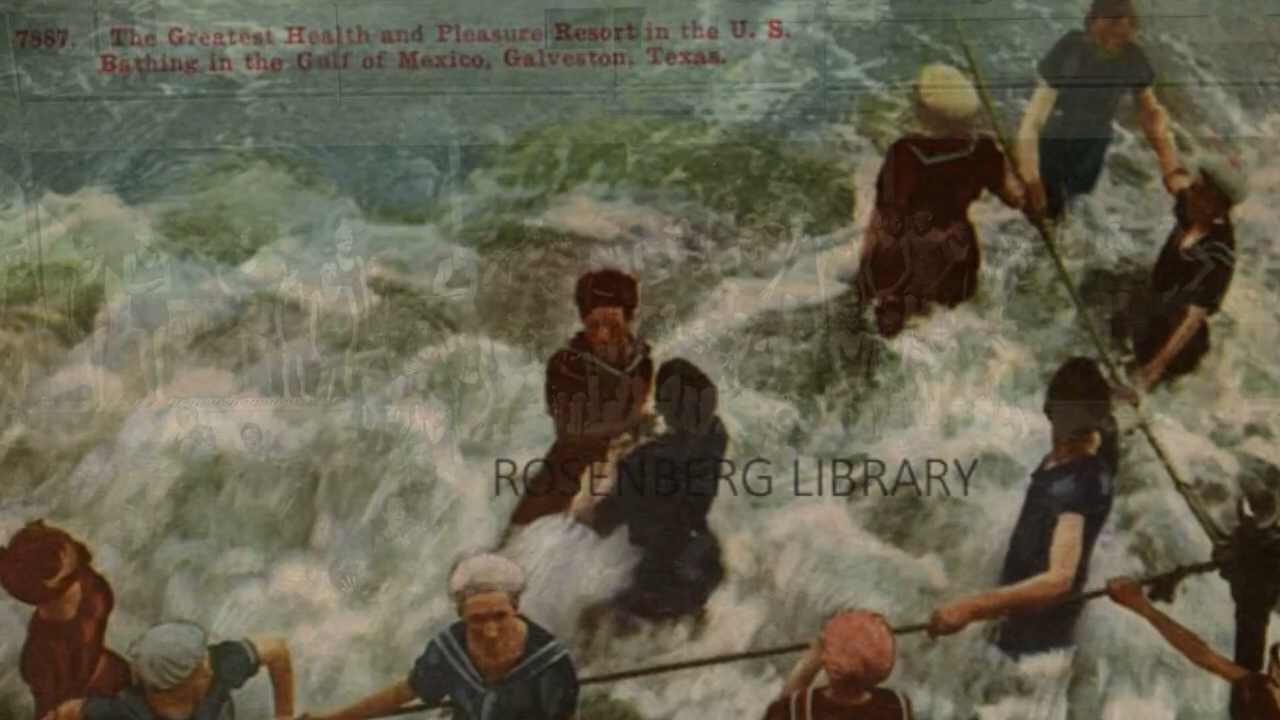 7887. The Greatest Health and Pleasure Resort in the U. S.
Bathing in the Gulf of Mexico, Galveston, Texas.
ROSENBERG LIBRARY